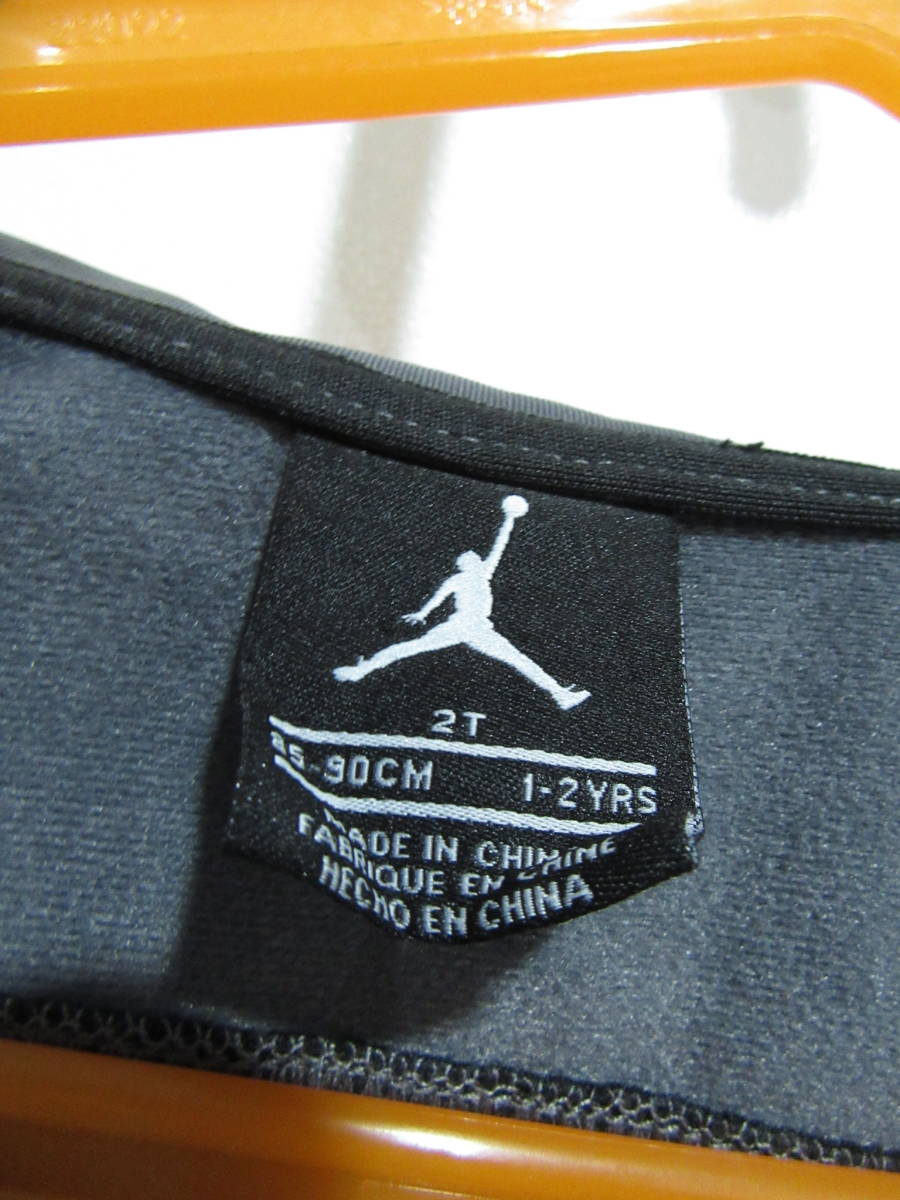 2T
85-90CM 1-2YRS
MADE IN CHINA
FABRIQUE EN CHINE
HECHO EN CHINA